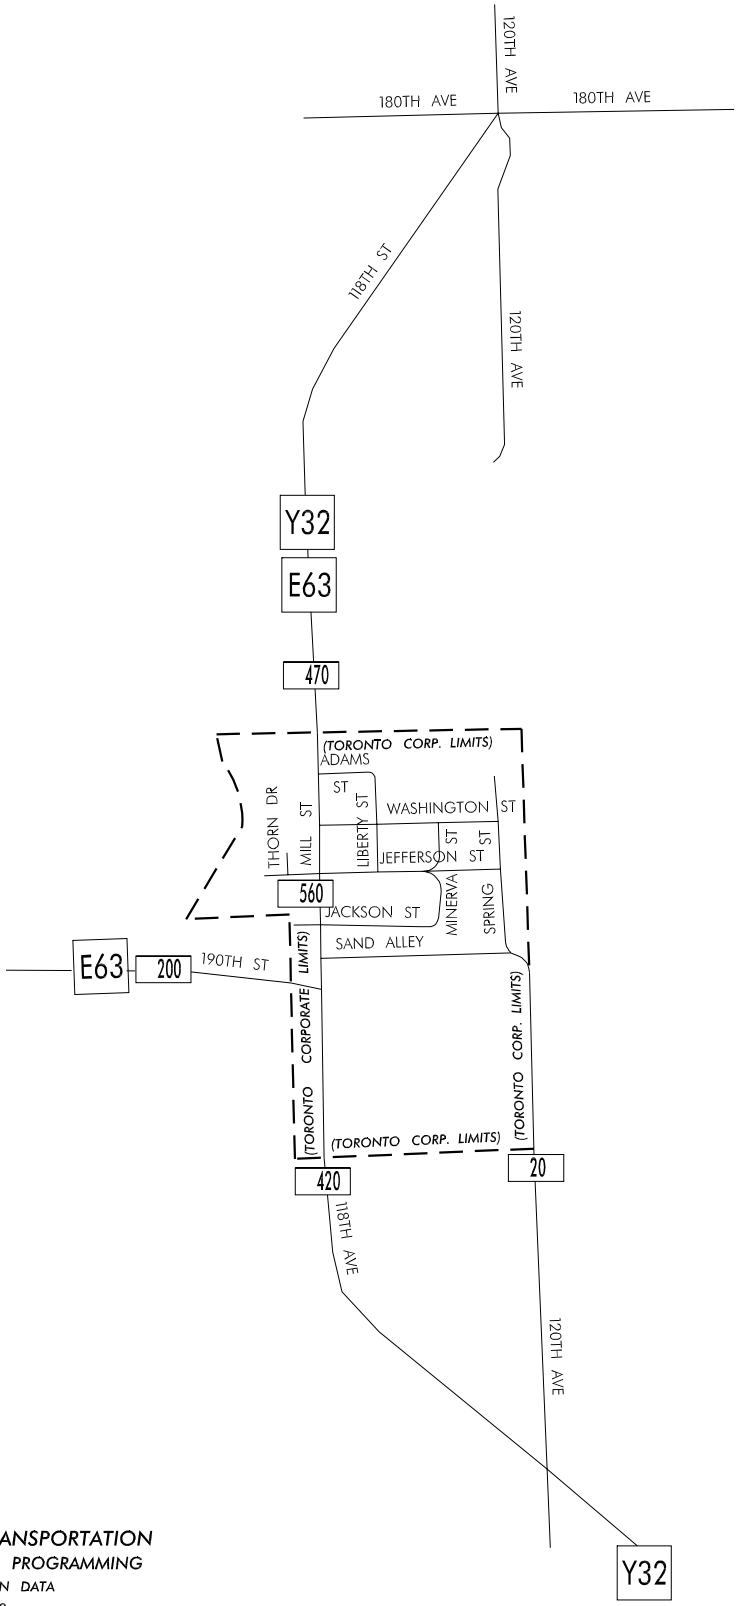 120TH AVE
180TH AVE
180TH AVE
118TH ST
120TH AVE
Y32
E63
470
(TORONTO CORP. LIMITS)
ADAMS
ST
THORN DR
MILL ST
LIBERTY ST
WASHINGTON ST
JEFFERSON ST
MINERVA ST
SPRING ST
560
JACKSON ST
SAND ALLEY
E63
200
190TH ST
(TORONTO CORPORATE LIMITS)
(TORONTO CORP. LIMITS)
(TORONTO CORP. LIMITS)
420
20
118TH AVE
120TH AVE
Y32
ANSPORTATION
PROGRAMMING
N DATA